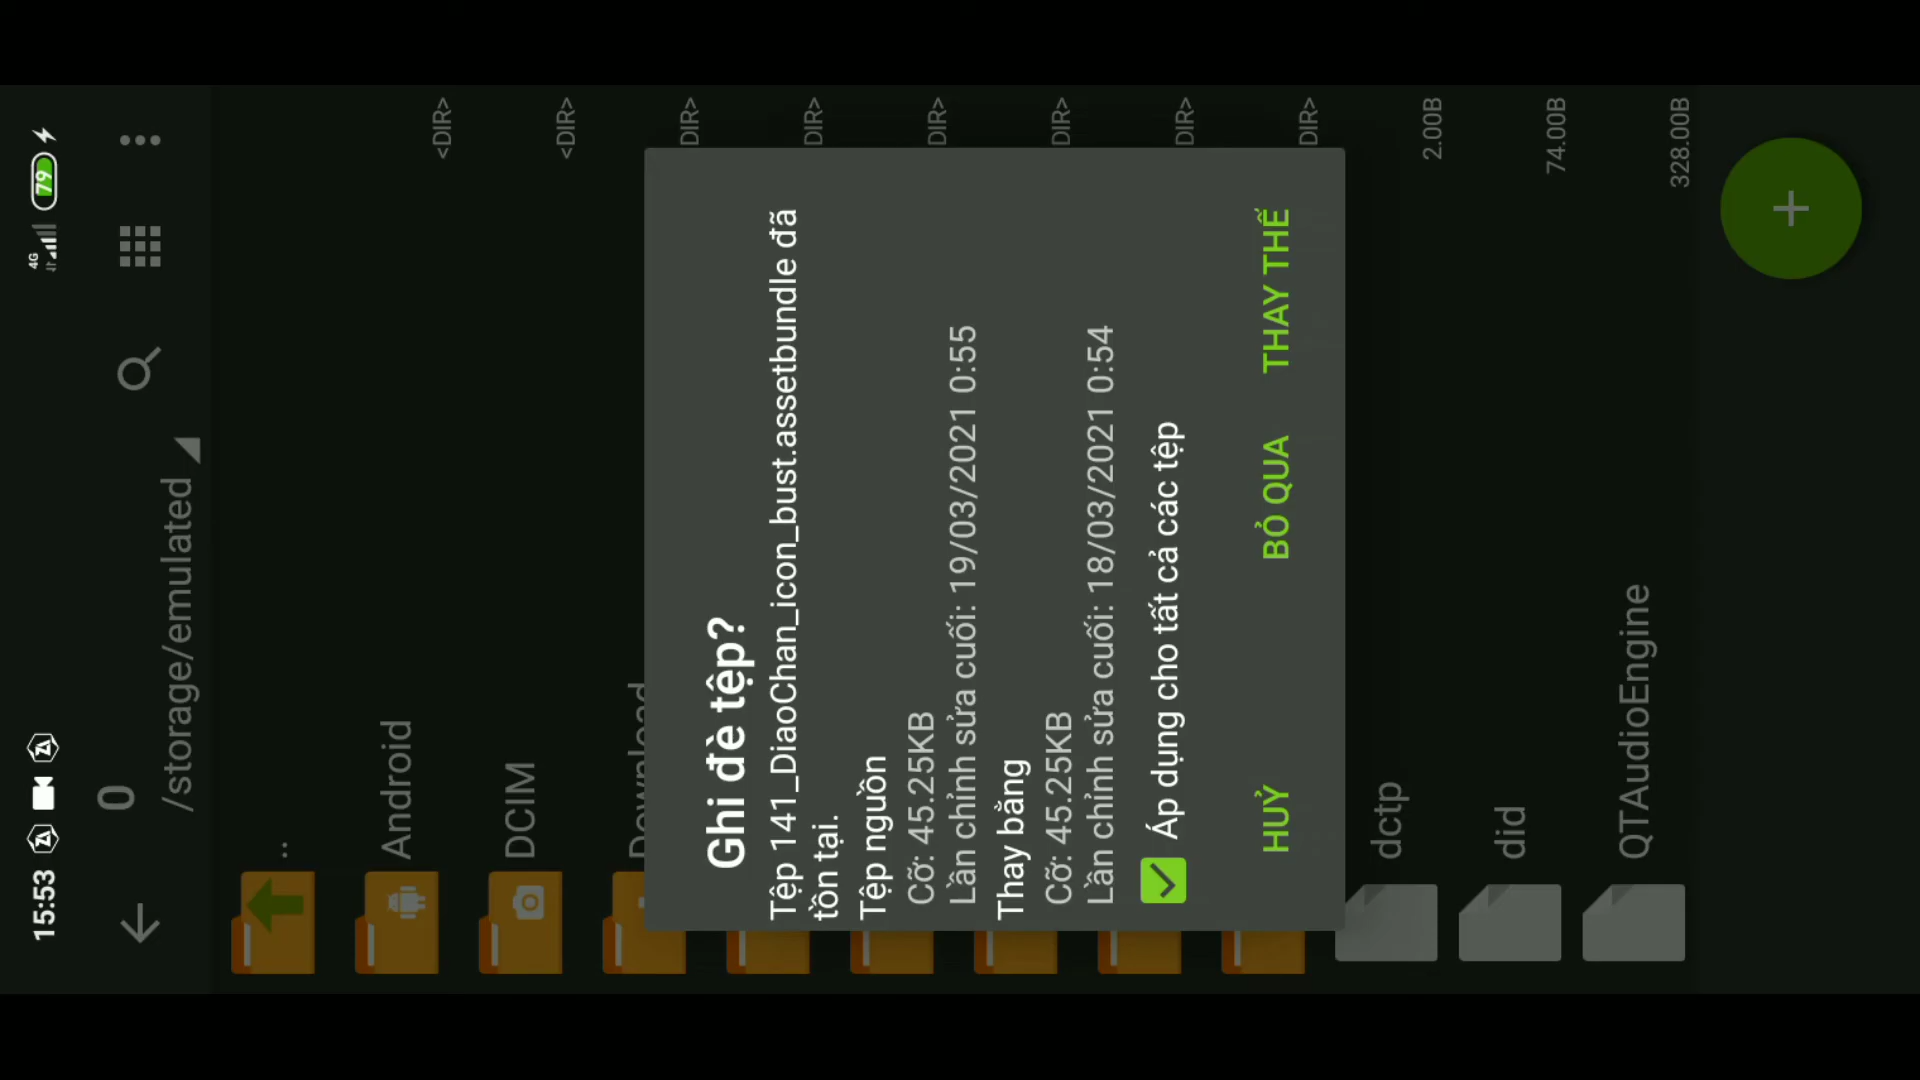 15:53
4G
79
0
/storage/emulated
..
Android
<DIR>
DCIM
<DIR>
Download
DIR>
DIR>
DIR>
DIR>
DIR>
DIR>
Ghi đè tệp?
Tệp 141_DiaoChan_icon_bust.assetbundle đã
tồn tại.
Tệp nguồn
Cỡ: 45.25KB
Lần chỉnh sửa cuối: 19/03/2021 0:55
Thay bằng
Cỡ: 45.25KB
Lần chỉnh sửa cuối: 18/03/2021 0:54
Áp dụng cho tất cả các tệp
HUỶ
BỎ QUA
THAY THẾ
dctp
2.00B
did
74.00B
QTAudioEngine
328.00B